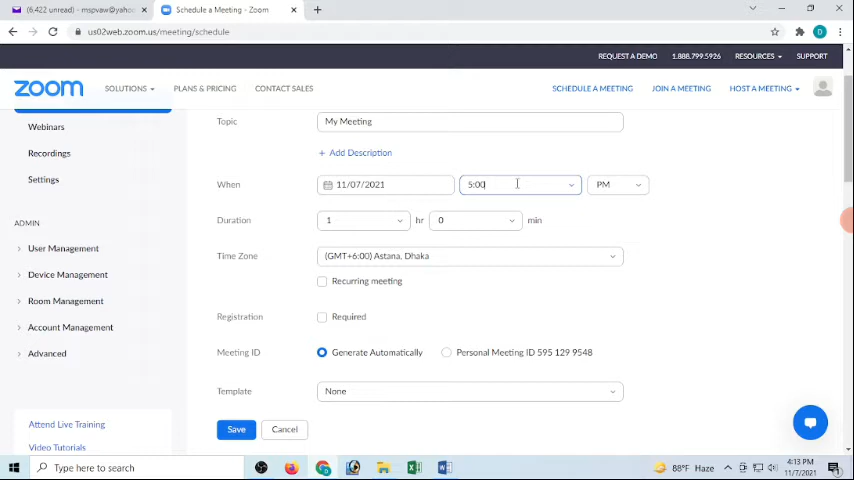 (6,422 unread) - mspvaw@yahoo
Schedule a Meeting - Zoom
us02web.zoom.us/meeting/schedule
D
REQUEST A DEMO 1.888.799.5926 RESOURCES SUPPORT
zoom SOLUTIONS PLANS & PRICING CONTACT SALES SCHEDULE A MEETING JOIN A MEETING HOST A MEETING
Webinars
Recordings
Settings
ADMIN
User Management
Device Management
Room Management
Account Management
Advanced
Attend Live Training
Video Tutorials
Topic My Meeting
+ Add Description
When 11/07/2021 5:00 PM
Duration 1 hr 0 min
Time Zone (GMT+6:00) Astana, Dhaka
Recurring meeting
Registration Required
Meeting ID Generate Automatically Personal Meeting ID 595 129 9548
Template None
Save Cancel
Type here to search
88°F Haze
4:13 PM
11/7/2021